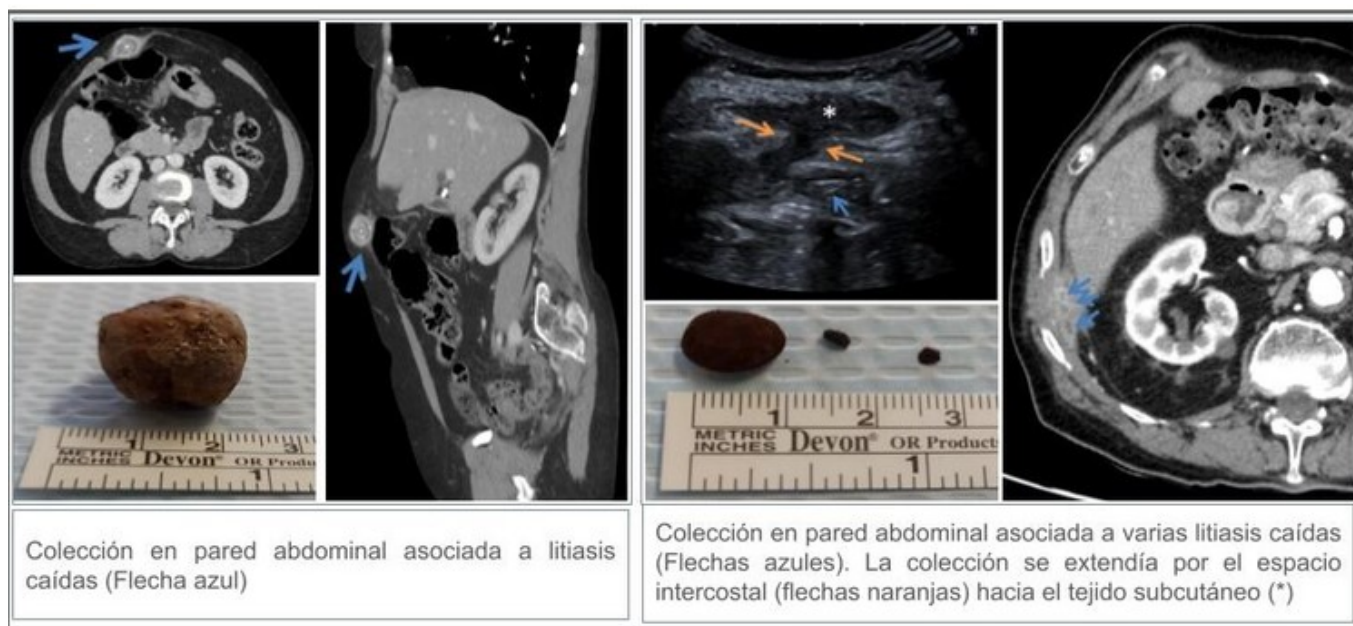 1 2 3
METRIC
INCHES Devon® OR Produ
1
1 2 3
METRIC
INCHES Devon® OR Products
1
Colección en pared abdominal asociada a litiasis
caídas (Flecha azul)
Colección en pared abdominal asociada a varias litiasis caídas
(Flechas azules). La colección se extendía por el espacio
intercostal (flechas naranjas) hacia el tejido subcutáneo (*)